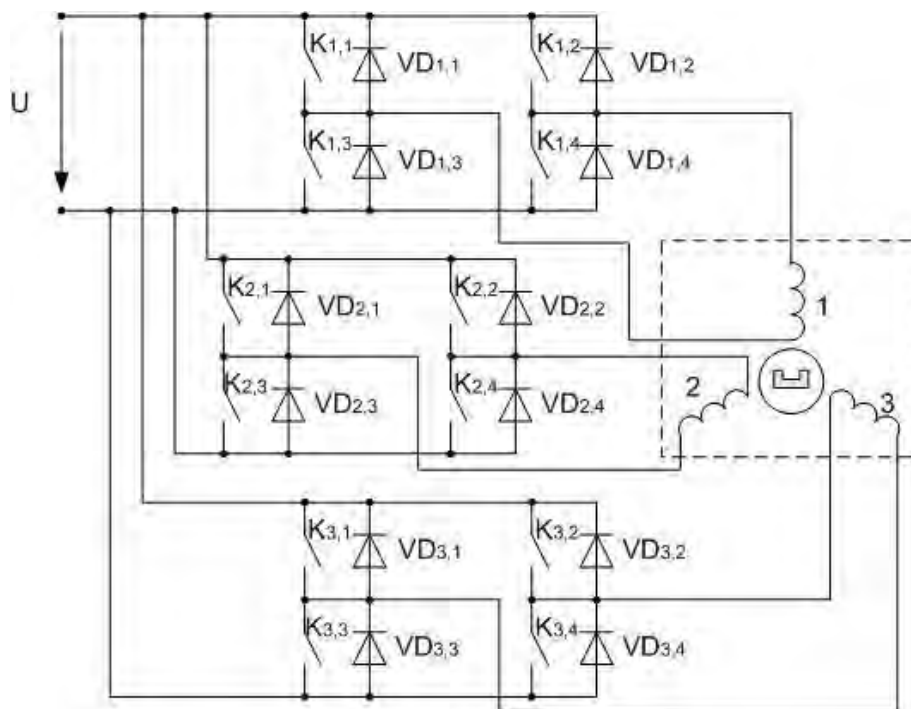 U
K1,1 VD1,1 K1,2 VD1,2
K1,3 VD1,3 K1,4 VD1,4
K2,1 VD2,1 K2,2 VD2,2
1
K2,3 VD2,3 K2,4 VD2,4 2 3
K3,1 VD3,1 K3,2 VD3,2
K3,3 VD3,3 K3,4 VD3,4